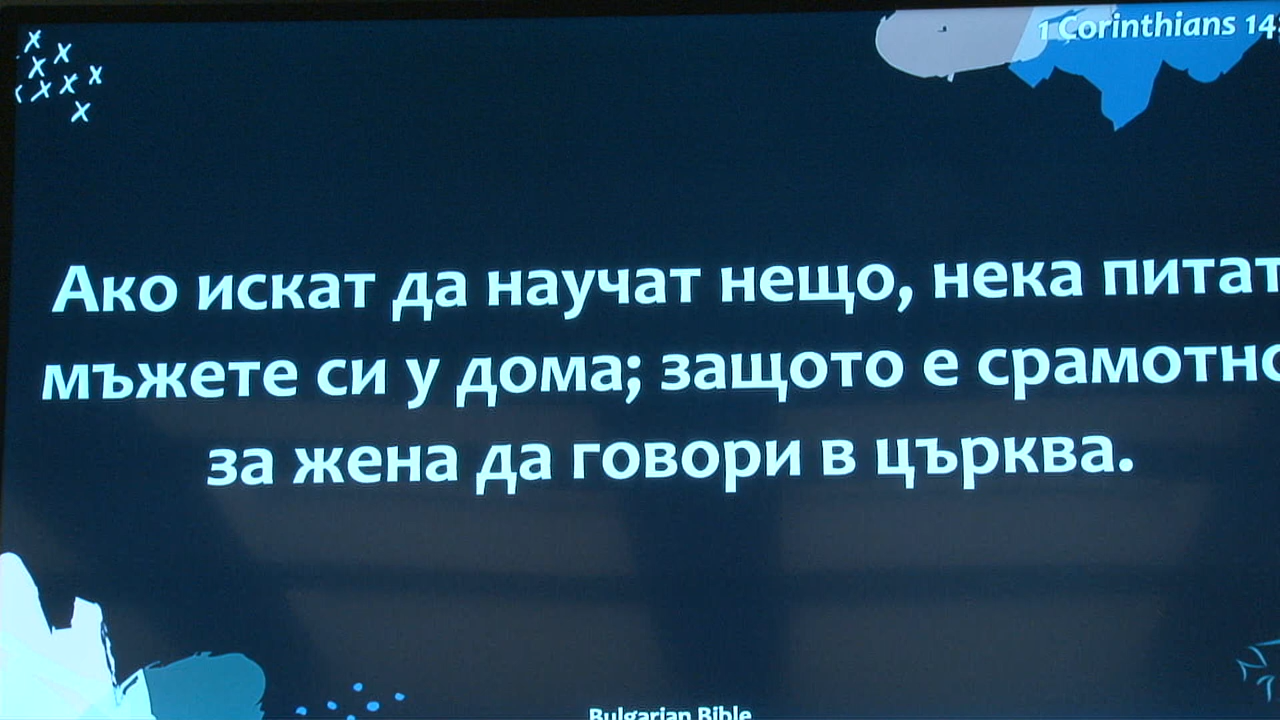 1 Corinthians 14:
Ако искат да научат нещо, нека питат
мъжете си у дома; защото е срамотно
за жена да говори в църква.
Bulgarian Bible